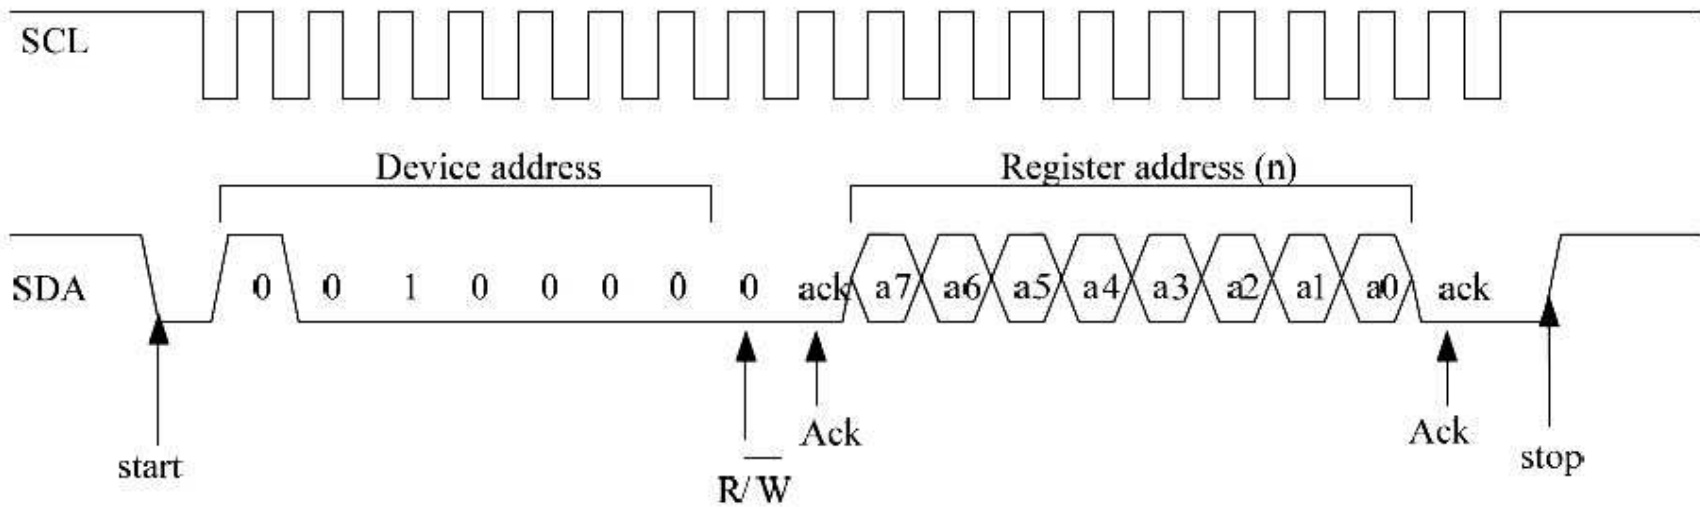 SCL
Device address
Register address (n)
SDA 0 0 1 0 0 0 0 0 ack a7 a6 a5 a4 a3 a2 a1 a0 ack
Ack Ack
start stop
R/W